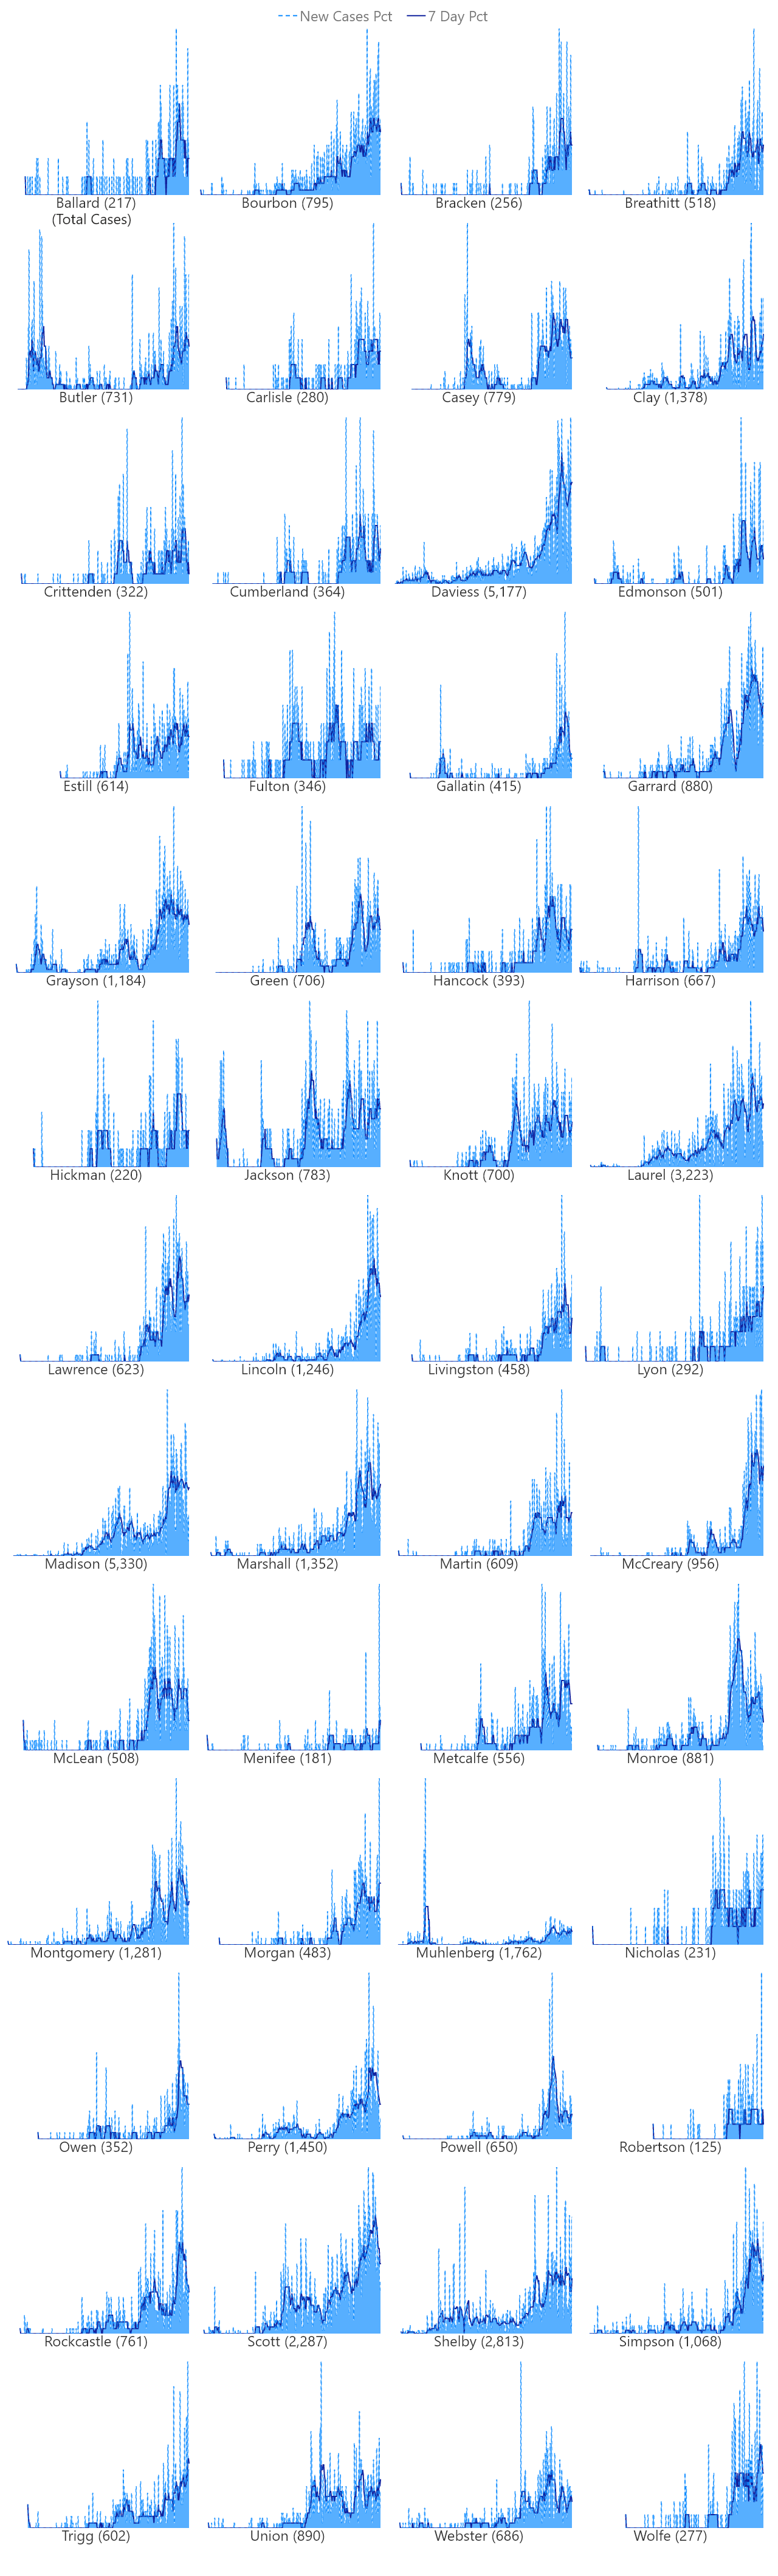 New Cases Pct 7 Day Pct
Ballard (217) Bourbon (795) Bracken (256) Breathitt (518)
(Total Cases)
Butler (731) Carlisle (280) Casey (779) Clay (1,378)
Crittenden (322) Cumberland (364) Daviess (5,177) Edmonson (501)
Estill (614) Fulton (346) Gallatin (415) Garrard (880)
Grayson (1,184) Green (706) Hancock (393) Harrison (667)
Hickman (220) Jackson (783) Knott (700) Laurel (3,223)
Lawrence (623) Lincoln (1,246) Livingston (458) Lyon (292)
Madison (5,330) Marshall (1,352) Martin (609) McCreary (956)
McLean (508) Menifee (181) Metcalfe (556) Monroe (881)
Montgomery (1,281) Morgan (483) Muhlenberg (1,762) Nicholas (231)
Owen (352) Perry (1,450) Powell (650) Robertson (125)
Rockcastle (761) Scott (2,287) Shelby (2,813) Simpson (1,068)
Trigg (602) Union (890) Webster (686) Wolfe (277)